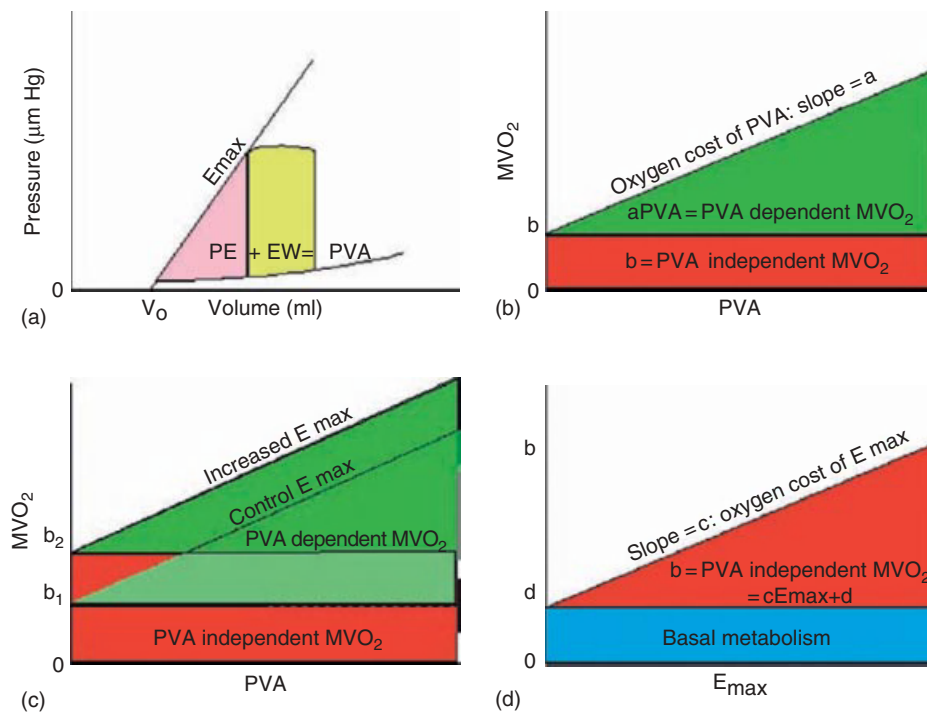 Pressure (μm Hg)
Emax
PE + EW= PVA
0
V₀
Volume (ml)
(a)
MVO₂
Oxygen cost of PVA: slope = a
b
aPVA = PVA dependent MVO₂
b = PVA independent MVO₂
0
PVA
(b)
MVO₂
Increased E max
Control E max
b₂
PVA dependent MVO₂
b₁
PVA independent MVO₂
0
PVA
(c)
b
Slope = c: oxygen cost of E max
b = PVA independent MVO₂
= cEmax+d
d
Basal metabolism
0
Eₘₐₓ
(d)